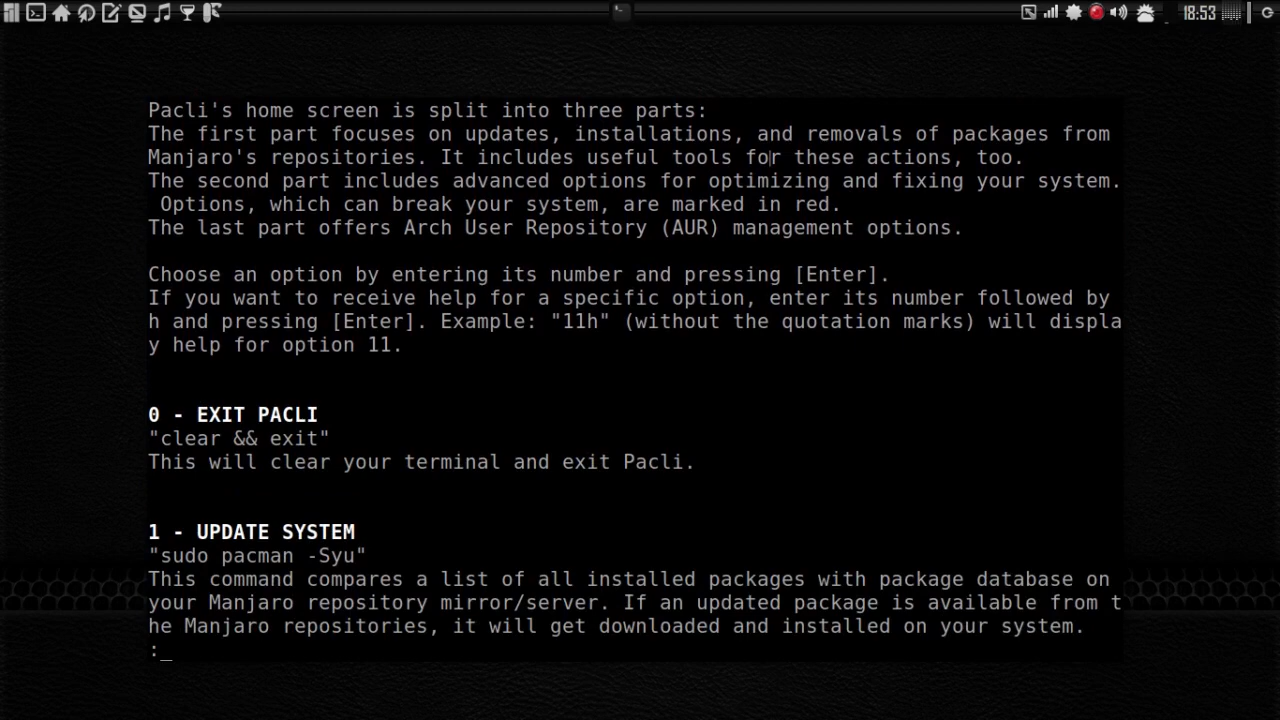 18:53
Pacli's home screen is split into three parts:
The first part focuses on updates, installations, and removals of packages from
Manjaro's repositories. It includes useful tools for these actions, too.
The second part includes advanced options for optimizing and fixing your system.
 Options, which can break your system, are marked in red.
The last part offers Arch User Repository (AUR) management options.
Choose an option by entering its number and pressing [Enter].
If you want to receive help for a specific option, enter its number followed by
h and pressing [Enter]. Example: "11h" (without the quotation marks) will displa
y help for option 11.
0 - EXIT PACLI
"clear && exit"
This will clear your terminal and exit Pacli.
1 - UPDATE SYSTEM
"sudo pacman -Syu"
This command compares a list of all installed packages with package database on
your Manjaro repository mirror/server. If an updated package is available from t
he Manjaro repositories, it will get downloaded and installed on your system.
:_